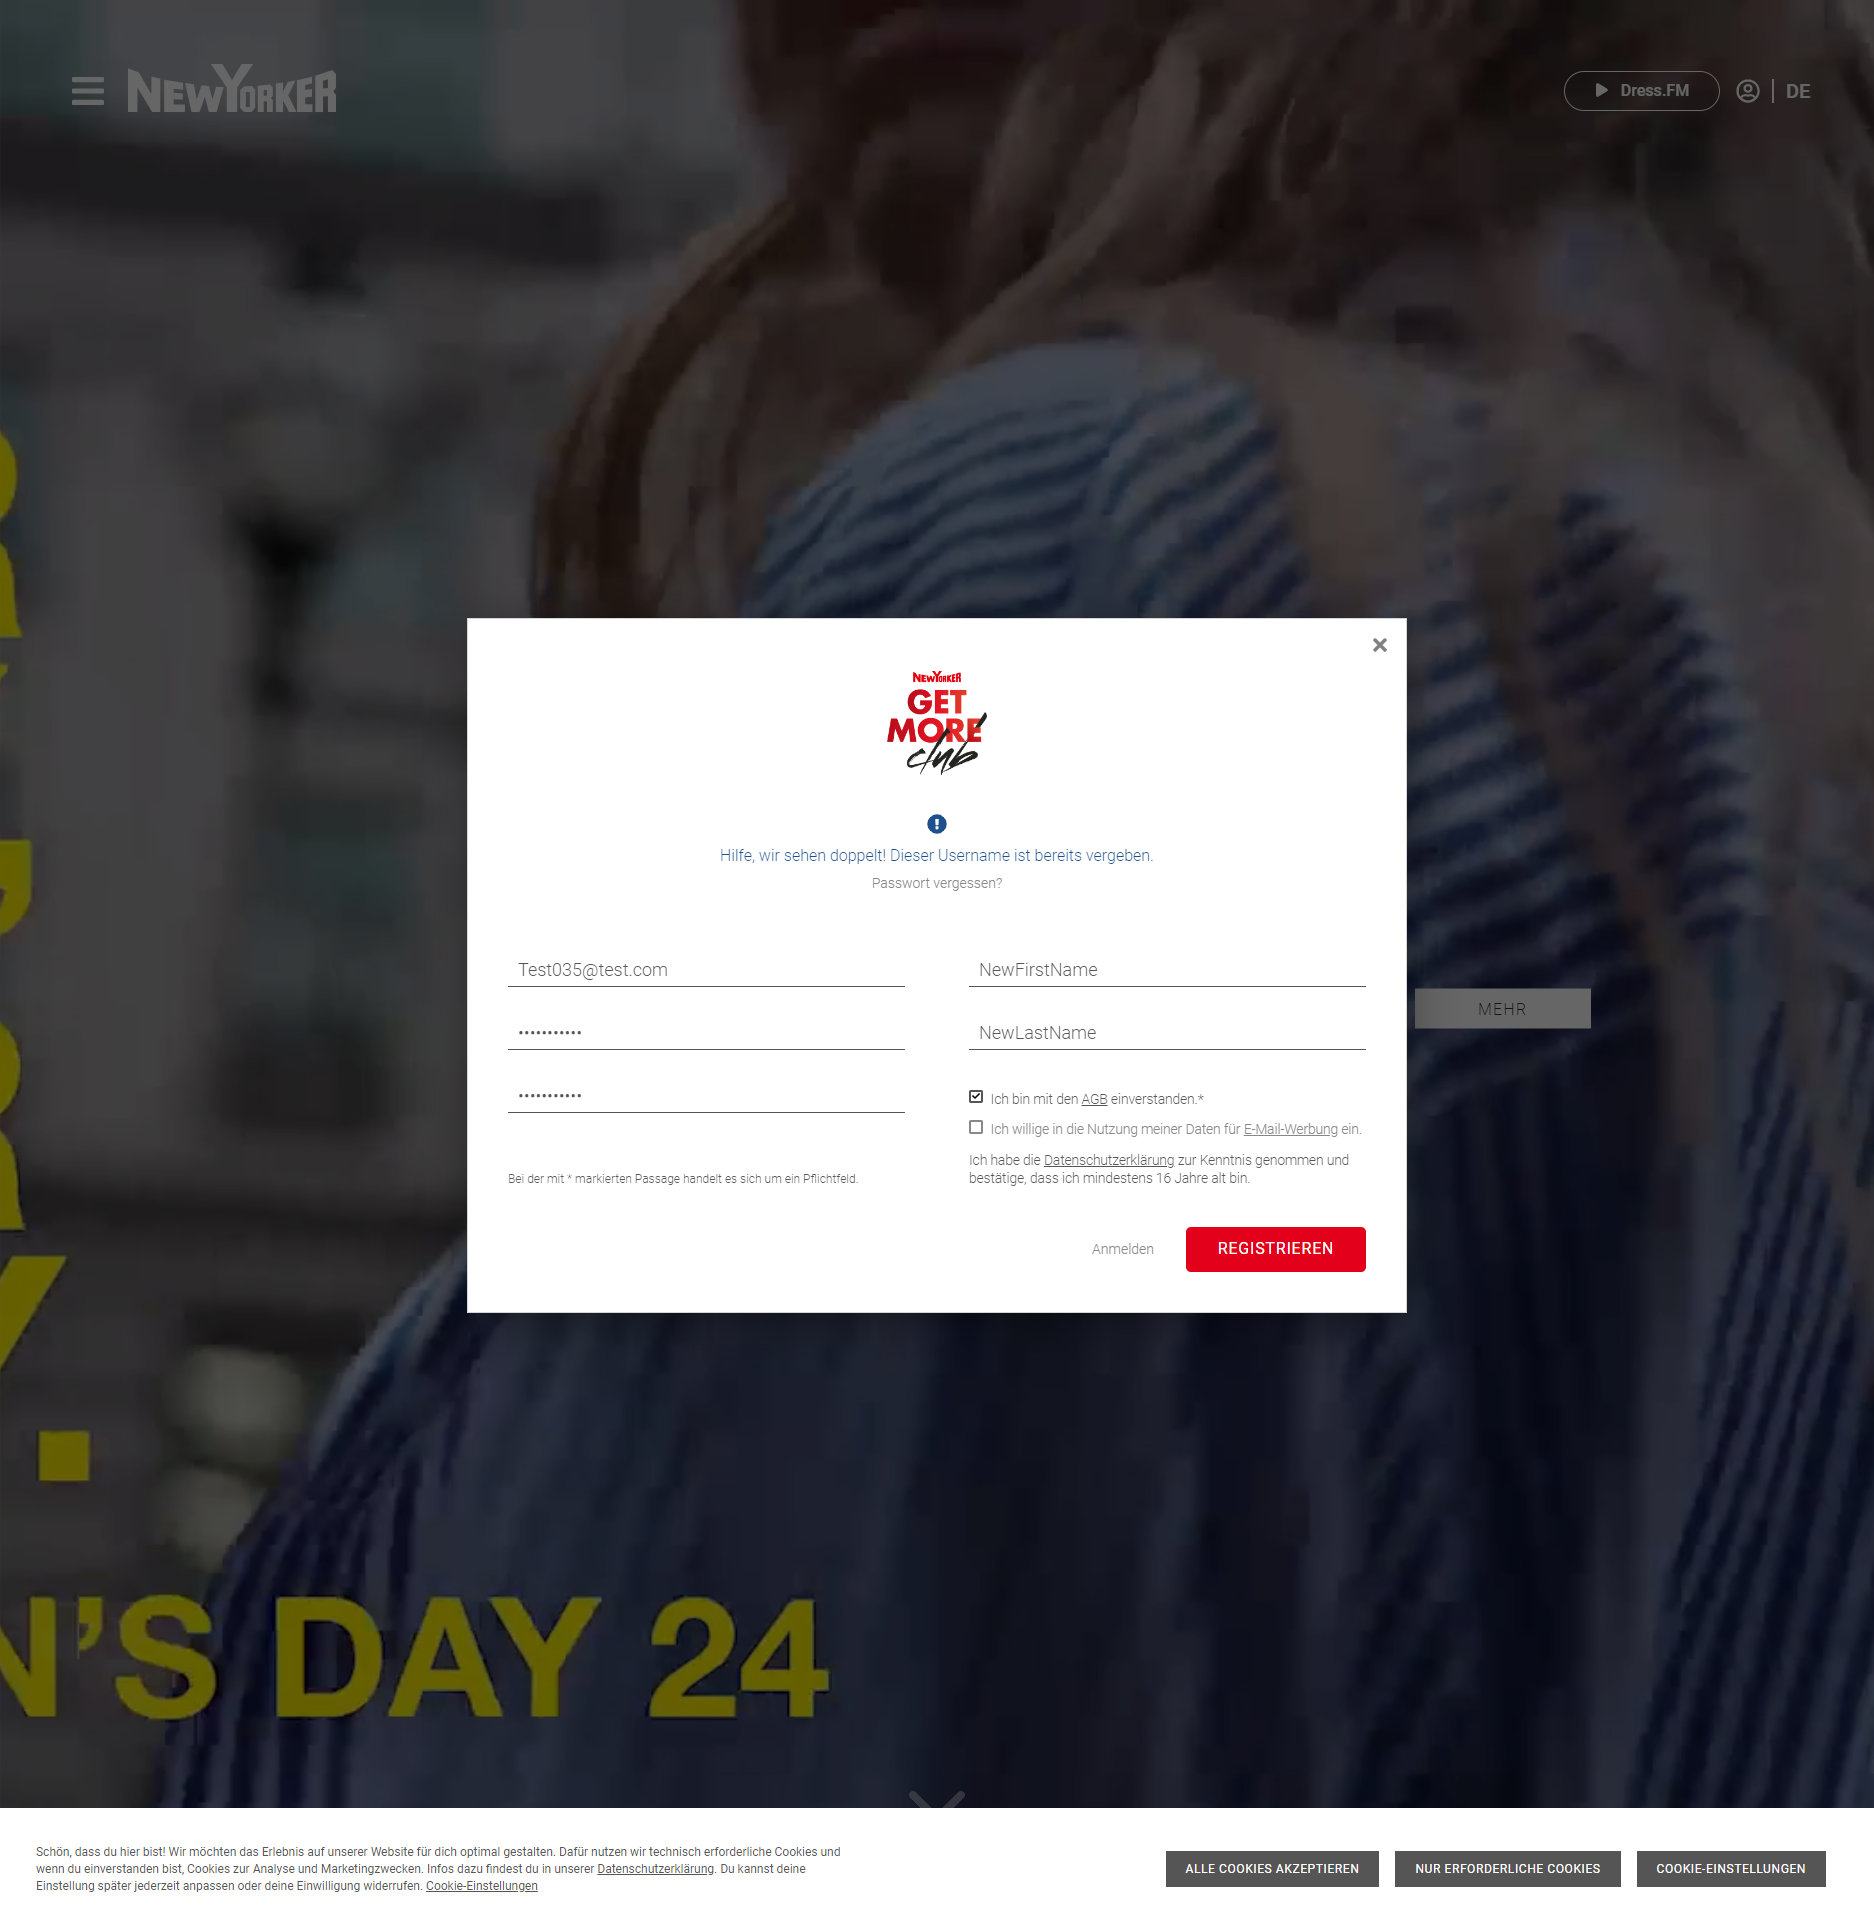 NEWYORKER
Dress.FM
DE
NEWYORKER
GET
MORE
club
Hilfe, wir sehen doppelt! Dieser Username ist bereits vergeben.
Passwort vergessen?
Test035@test.com
NewFirstName
•••••••••••
NewLastName
•••••••••••
Ich bin mit den AGB einverstanden.*
Ich willige in die Nutzung meiner Daten für E-Mail-Werbung ein.
Ich habe die Datenschutzerklärung zur Kenntnis genommen und
bestätige, dass ich mindestens 16 Jahre alt bin.
Bei der mit * markierten Passage handelt es sich um ein Pflichtfeld.
Anmelden
REGISTRIEREN
MEHR
N'S DAY 24
Schön, dass du hier bist! Wir möchten das Erlebnis auf unserer Website für dich optimal gestalten. Dafür nutzen wir technisch erforderliche Cookies und
wenn du einverstanden bist, Cookies zur Analyse und Marketingzwecken. Infos dazu findest du in unserer Datenschutzerklärung. Du kannst deine
Einstellung später jederzeit anpassen oder deine Einwilligung widerrufen. Cookie-Einstellungen
ALLE COOKIES AKZEPTIEREN
NUR ERFORDERLICHE COOKIES
COOKIE-EINSTELLUNGEN